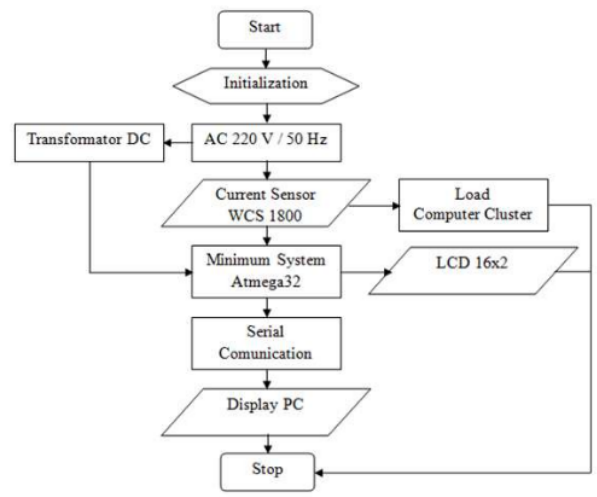 Start
Initialization
Transformator DC
AC 220 V / 50 Hz
Current Sensor
WCS 1800
Load
Computer Cluster
Minimum System
Atmega32
LCD 16x2
Serial
Comunication
Display PC
Stop